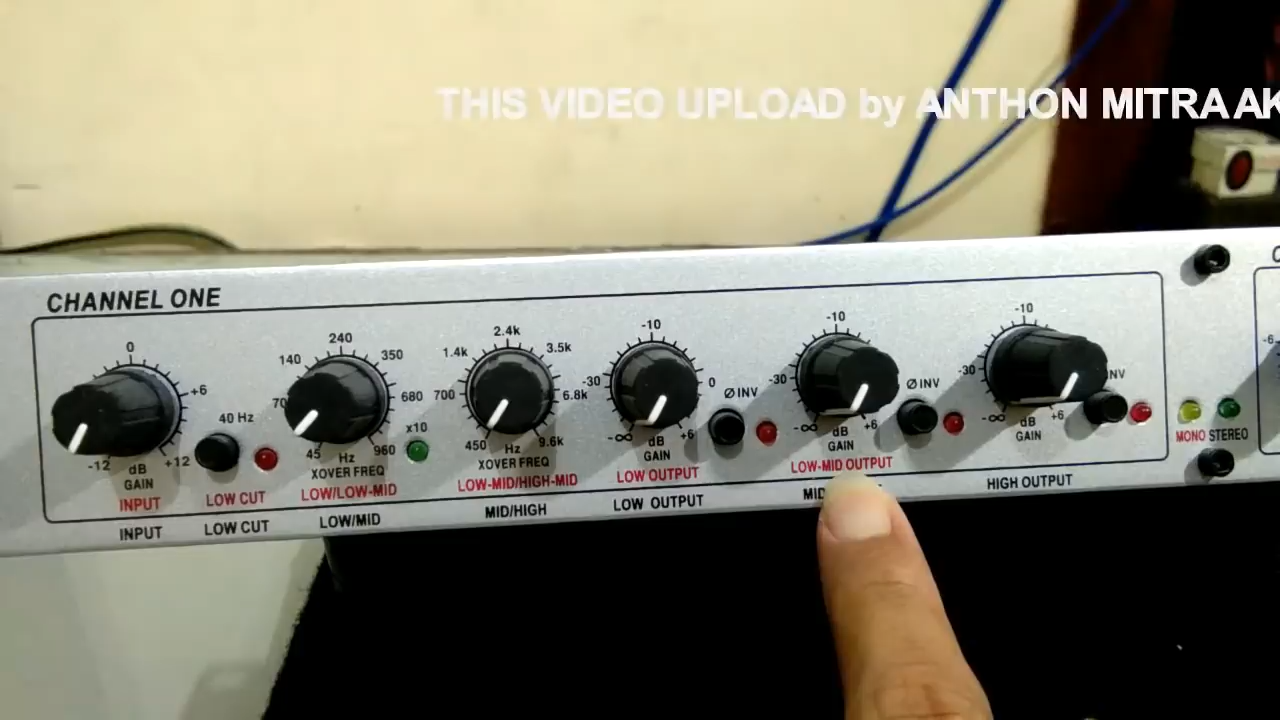 THIS VIDEO UPLOAD by ANTHON MITRA AK
CHANNEL ONE
0
+6
-12
+12
dB
GAIN
INPUT
INPUT
40 Hz
LOW CUT
LOW CUT
240
140
350
70
680
45
960
Hz
XOVER FREQ
LOW/LOW-MID
LOW/MID
x10
2.4k
1.4k
3.5k
700
6.8k
450
9.6k
Hz
XOVER FREQ
LOW-MID/HIGH-MID
MID/HIGH
-10
-30
0
-∞
+6
dB
GAIN
LOW OUTPUT
LOW OUTPUT
Ø INV
-10
-30
-∞
+6
dB
GAIN
LOW-MID OUTPUT
Ø INV
-10
-30
-∞
+6
dB
GAIN
HIGH OUTPUT
MONO STEREO
-6